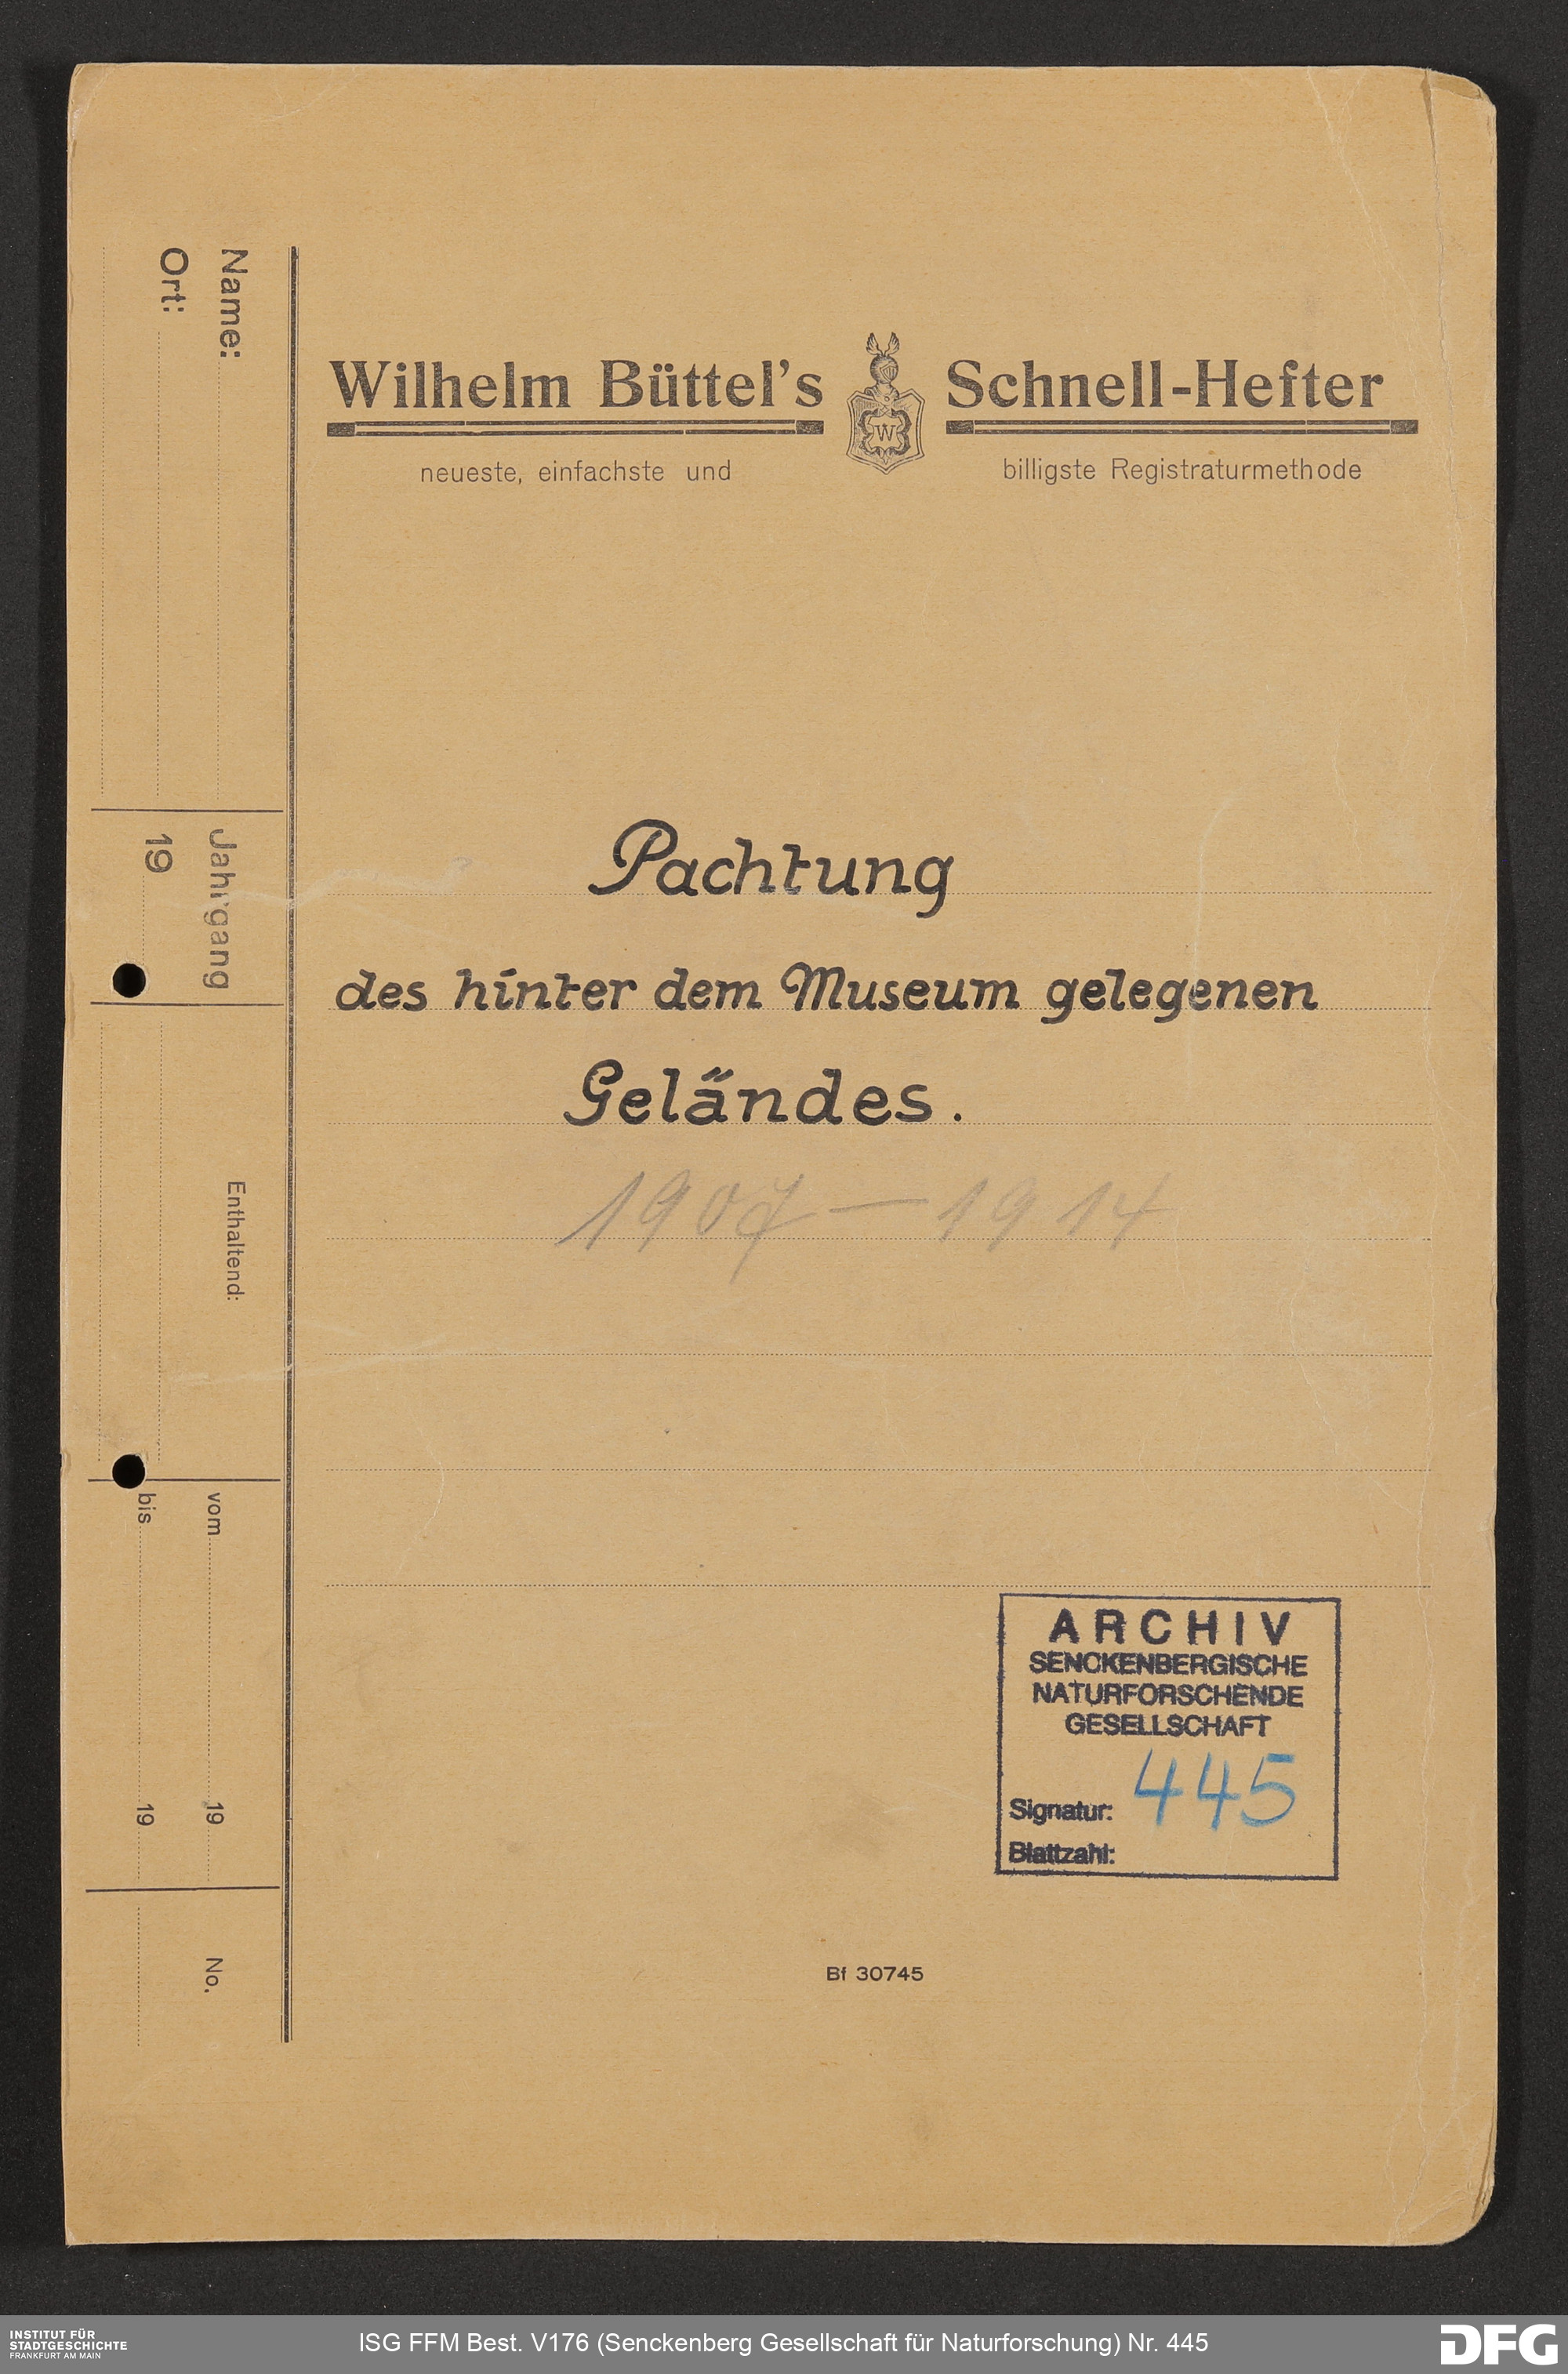 Wilhelm Büttel's Schnell-Hefter
neueste, einfachste und billigste Registraturmethode
W
Name:
Ort:
Jahrgang
19
Enthaltend:
vom 19
bis 19
No.
Pachtung
des hinter dem Museum gelegenen
Geländes.
1907 — 1914
ARCHIV
SENCKENBERGISCHE
NATURFORSCHENDE
GESELLSCHAFT
Signatur: 445
Blattzahl:
Bf 30745
INSTITUT FÜR
STADTGESCHICHTE
FRANKFURT AM MAIN
ISG FFM Best. V176 (Senckenberg Gesellschaft für Naturforschung) Nr. 445
DFG